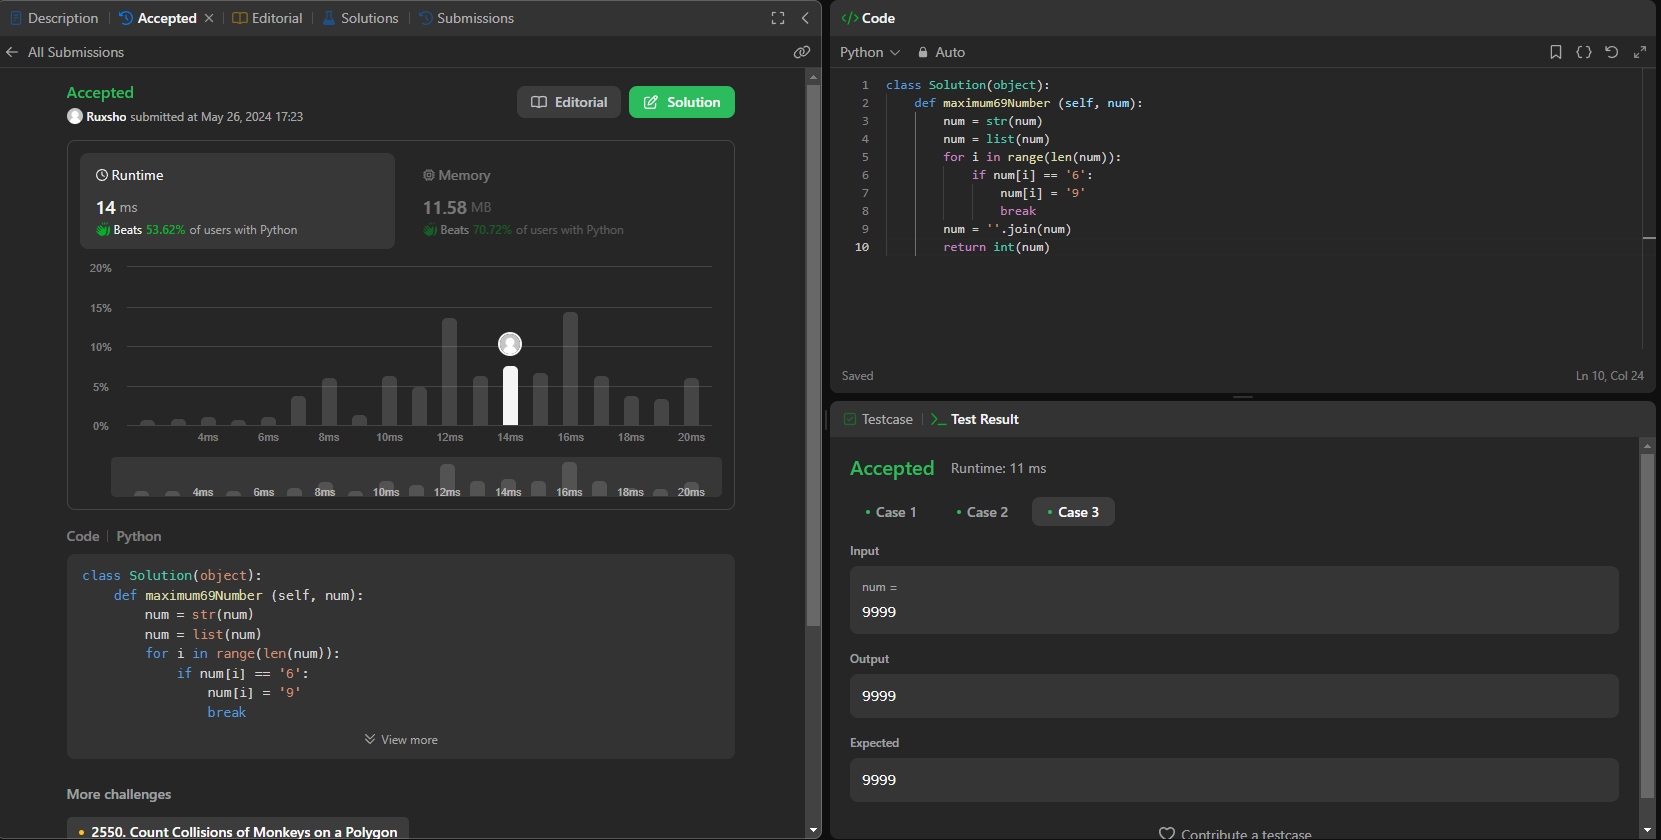 Description
Accepted
Editorial
Solutions
Submissions
All Submissions
Accepted
Ruxsho submitted at May 26, 2024 17:23
Editorial
Solution
Runtime
14 ms
Beats 53.62% of users with Python
Memory
11.58 MB
Beats 70.72% of users with Python
20%
15%
10%
5%
0%
4ms 6ms 8ms 10ms 12ms 14ms 16ms 18ms 20ms
4ms 6ms 8ms 10ms 12ms 14ms 16ms 18ms 20ms
Code | Python
class Solution(object):
    def maximum69Number (self, num):
        num = str(num)
        num = list(num)
        for i in range(len(num)):
            if num[i] == '6':
                num[i] = '9'
                break
View more
More challenges
2550. Count Collisions of Monkeys on a Polygon
</> Code
Python
Auto
1 class Solution(object):
2     def maximum69Number (self, num):
3         num = str(num)
4         num = list(num)
5         for i in range(len(num)):
6             if num[i] == '6':
7                 num[i] = '9'
8                 break
9         num = ''.join(num)
10         return int(num)
Saved
Ln 10, Col 24
Testcase
Test Result
Accepted Runtime: 11 ms
Case 1
Case 2
Case 3
Input
num =
9999
Output
9999
Expected
9999
Contribute a testcase